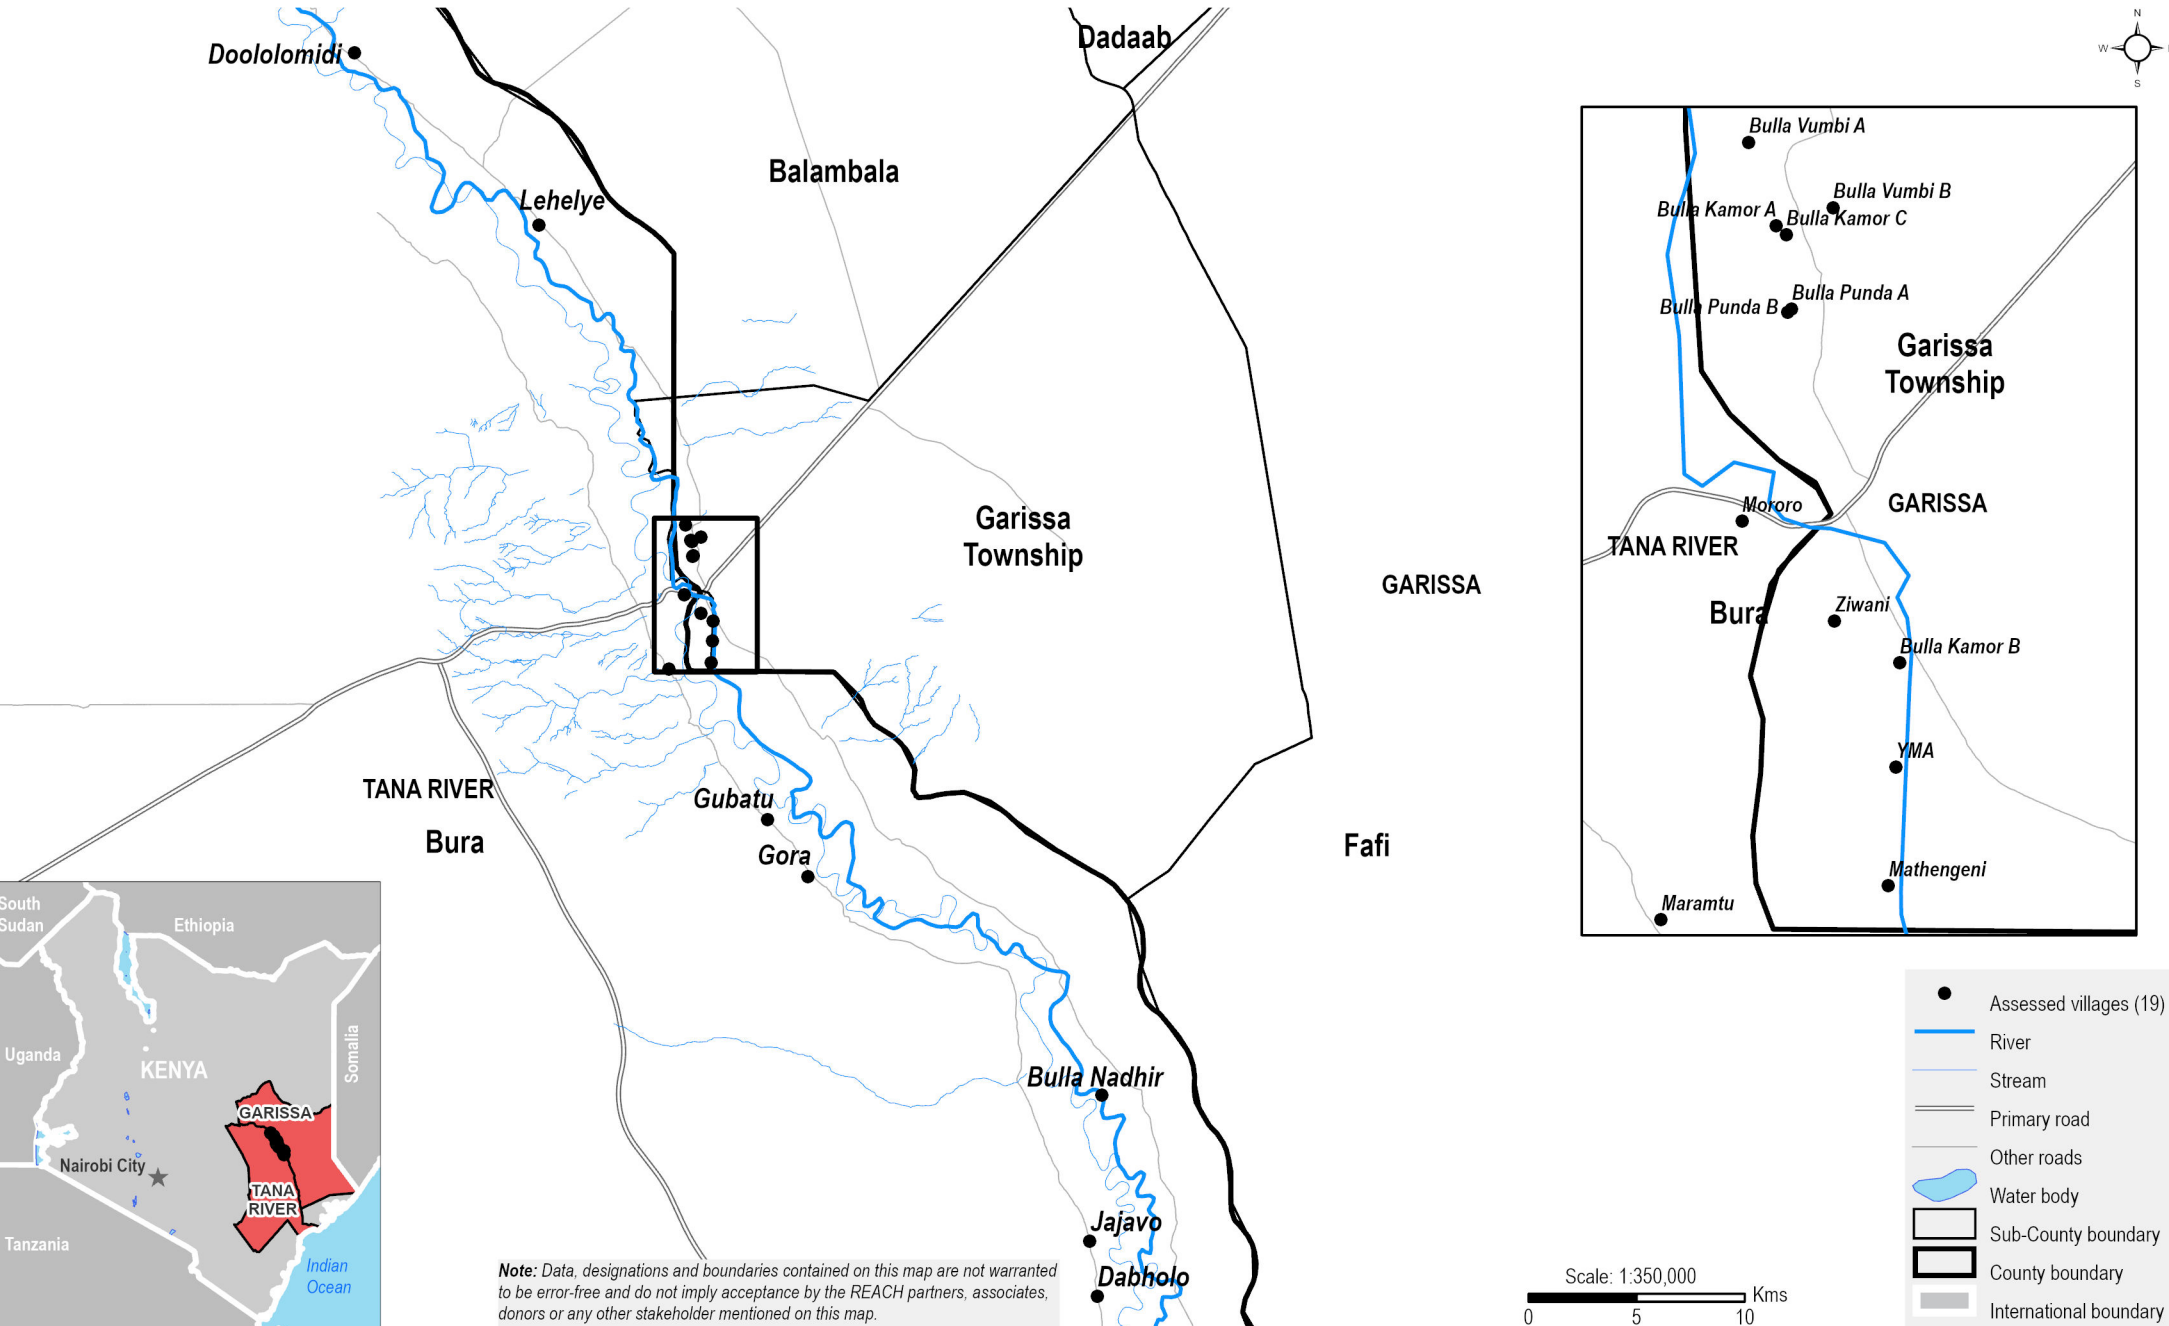 Doololomidi
Dadaab
Balambala
Lehelye
Garissa
Township
GARISSA
TANA RIVER
Bura
Gubatu
Gora
Fafi
Bulla Nadhir
Jajavo
Dabholo
N
W
S
Bulla Vumbi A
Bulla Vumbi B
Bulla Kamor A
Bulla Kamor C
Bulla Punda A
Bulla Punda B
Garissa
Township
GARISSA
Mororo
TANA RIVER
Bura
Ziwani
Bulla Kamor B
YMA
Mathengeni
Maramtu
South
Sudan
Ethiopia
Uganda
KENYA
Somalia
GARISSA
Nairobi City
TANA
RIVER
Tanzania
Indian
Ocean
Note: Data, designations and boundaries contained on this map are not warranted
to be error-free and do not imply acceptance by the REACH partners, associates,
donors or any other stakeholder mentioned on this map.
Scale: 1:350,000
Kms
0 5 10
Assessed villages (19)
River
Stream
Primary road
Other roads
Water body
Sub-County boundary
County boundary
International boundary